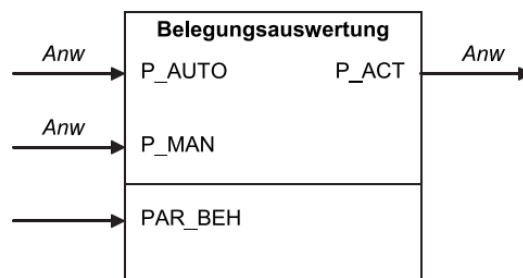 Belegungsauswertung
Anw P_AUTO P_ACT Anw
Anw P_MAN
PAR_BEH